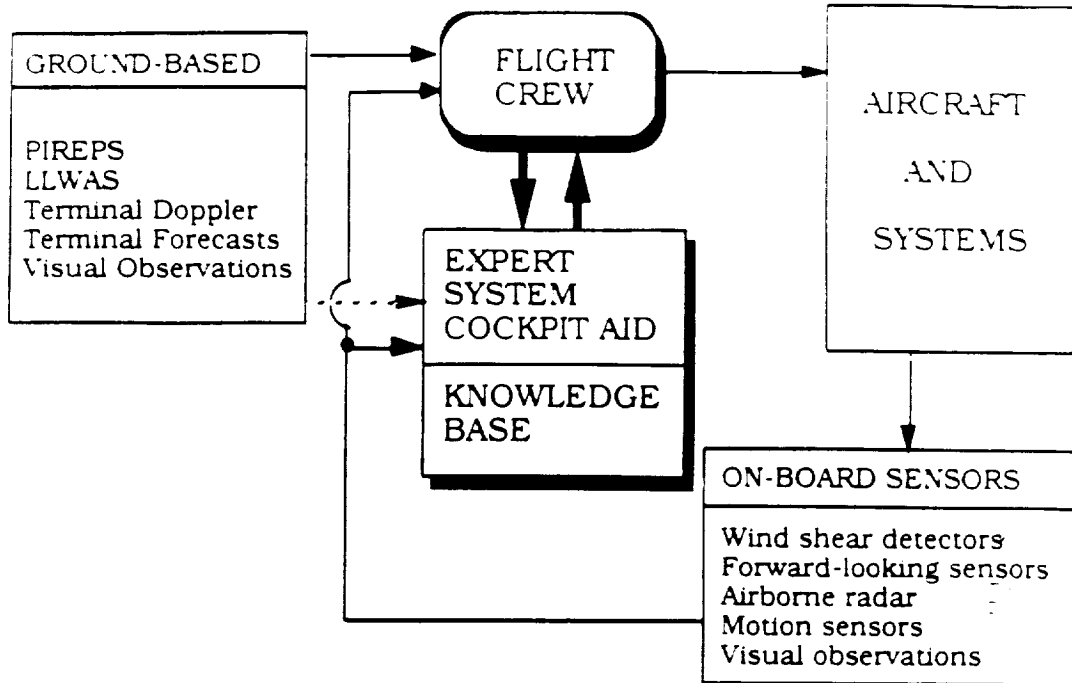 GROUND-BASED
PIREPS
LLWAS
Terminal Doppler
Terminal Forecasts
Visual Observations
FLIGHT
CREW
EXPERT
SYSTEM
COCKPIT AID
KNOWLEDGE
BASE
AIRCRAFT
AND
SYSTEMS
ON-BOARD SENSORS
Wind shear detectors
Forward-looking sensors
Airborne radar
Motion sensors
Visual observations